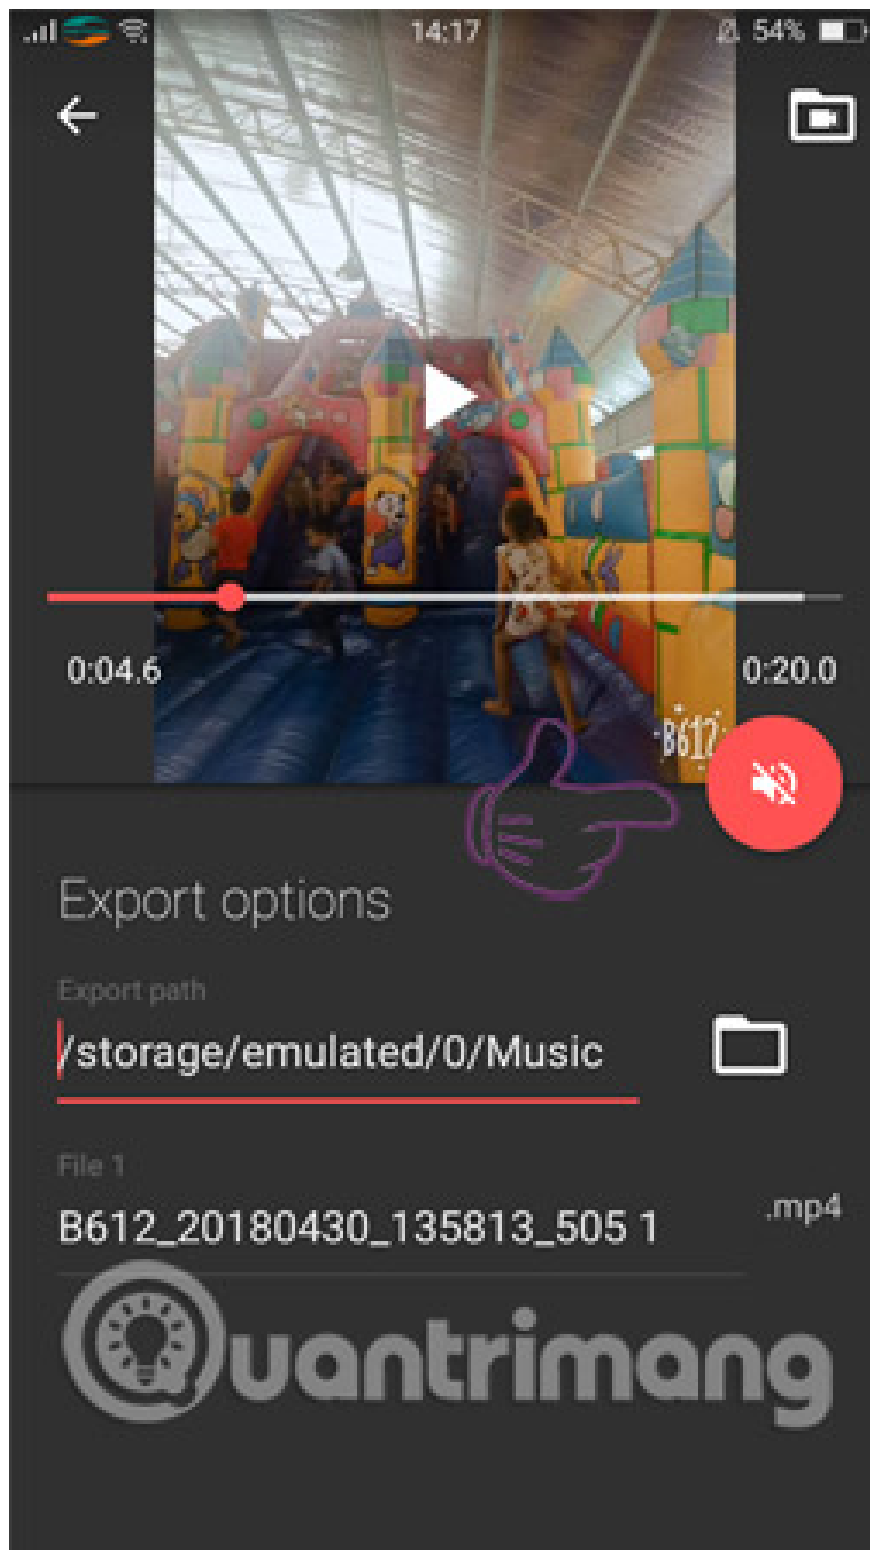 14:17
54%
0:04.6
0:20.0
B612
Export options
Export path
/storage/emulated/0/Music
File 1
B612_20180430_135813_505 1
.mp4
Quantrimang